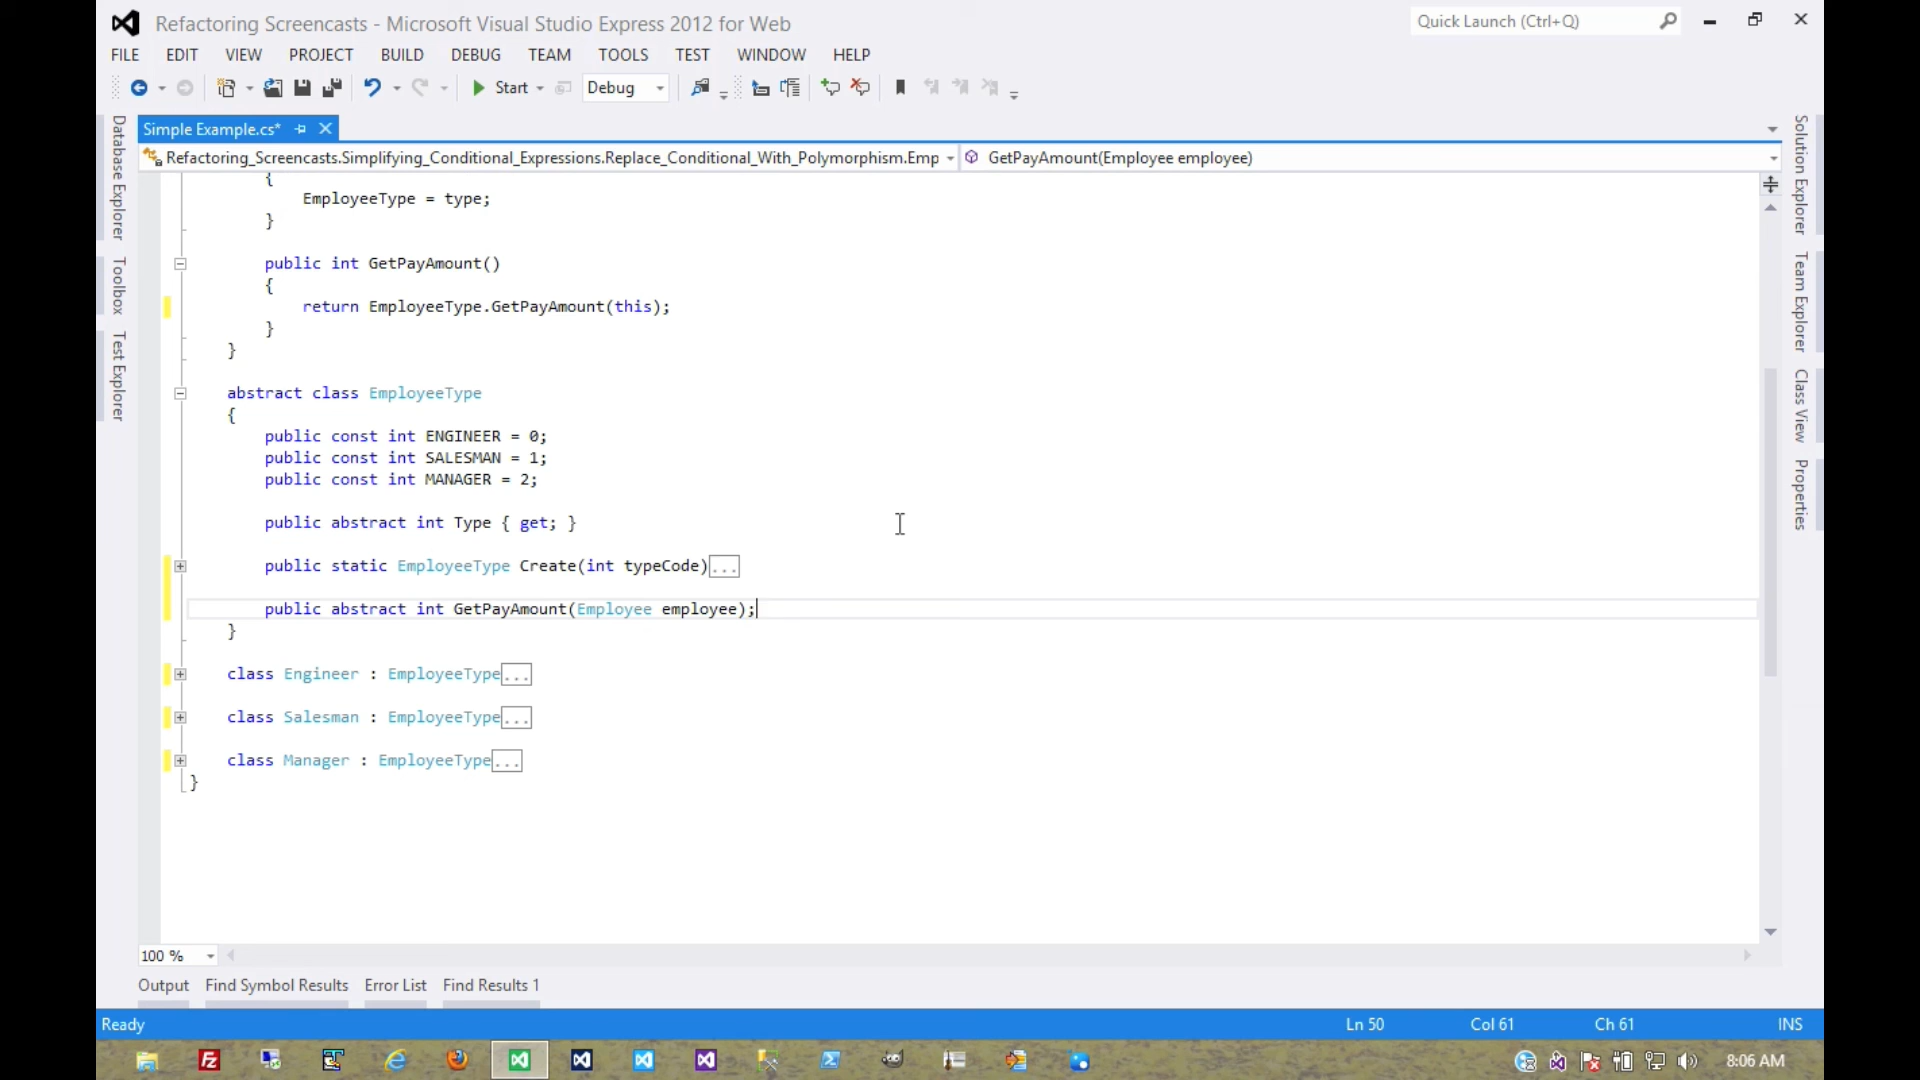 Refactoring Screencasts - Microsoft Visual Studio Express 2012 for Web
Quick Launch (Ctrl+Q)
FILE EDIT VIEW PROJECT BUILD DEBUG TEAM TOOLS TEST WINDOW HELP
Start Debug
Simple Example.cs*
Refactoring_Screencasts.Simplifying_Conditional_Expressions.Replace_Conditional_With_Polymorphism.Emp
GetPayAmount(Employee employee)
Database Explorer
Toolbox
Test Explorer
{
EmployeeType = type;
}
public int GetPayAmount()
{
return EmployeeType.GetPayAmount(this);
}
}
abstract class EmployeeType
{
public const int ENGINEER = 0;
public const int SALESMAN = 1;
public const int MANAGER = 2;
public abstract int Type { get; }
public static EmployeeType Create(int typeCode)...
public abstract int GetPayAmount(Employee employee);
}
class Engineer : EmployeeType...
class Salesman : EmployeeType...
class Manager : EmployeeType...
}
Solution Explorer
Team Explorer
Class View
Properties
100 %
Output Find Symbol Results Error List Find Results 1
Ready Ln 50 Col 61 Ch 61 INS
8:06 AM